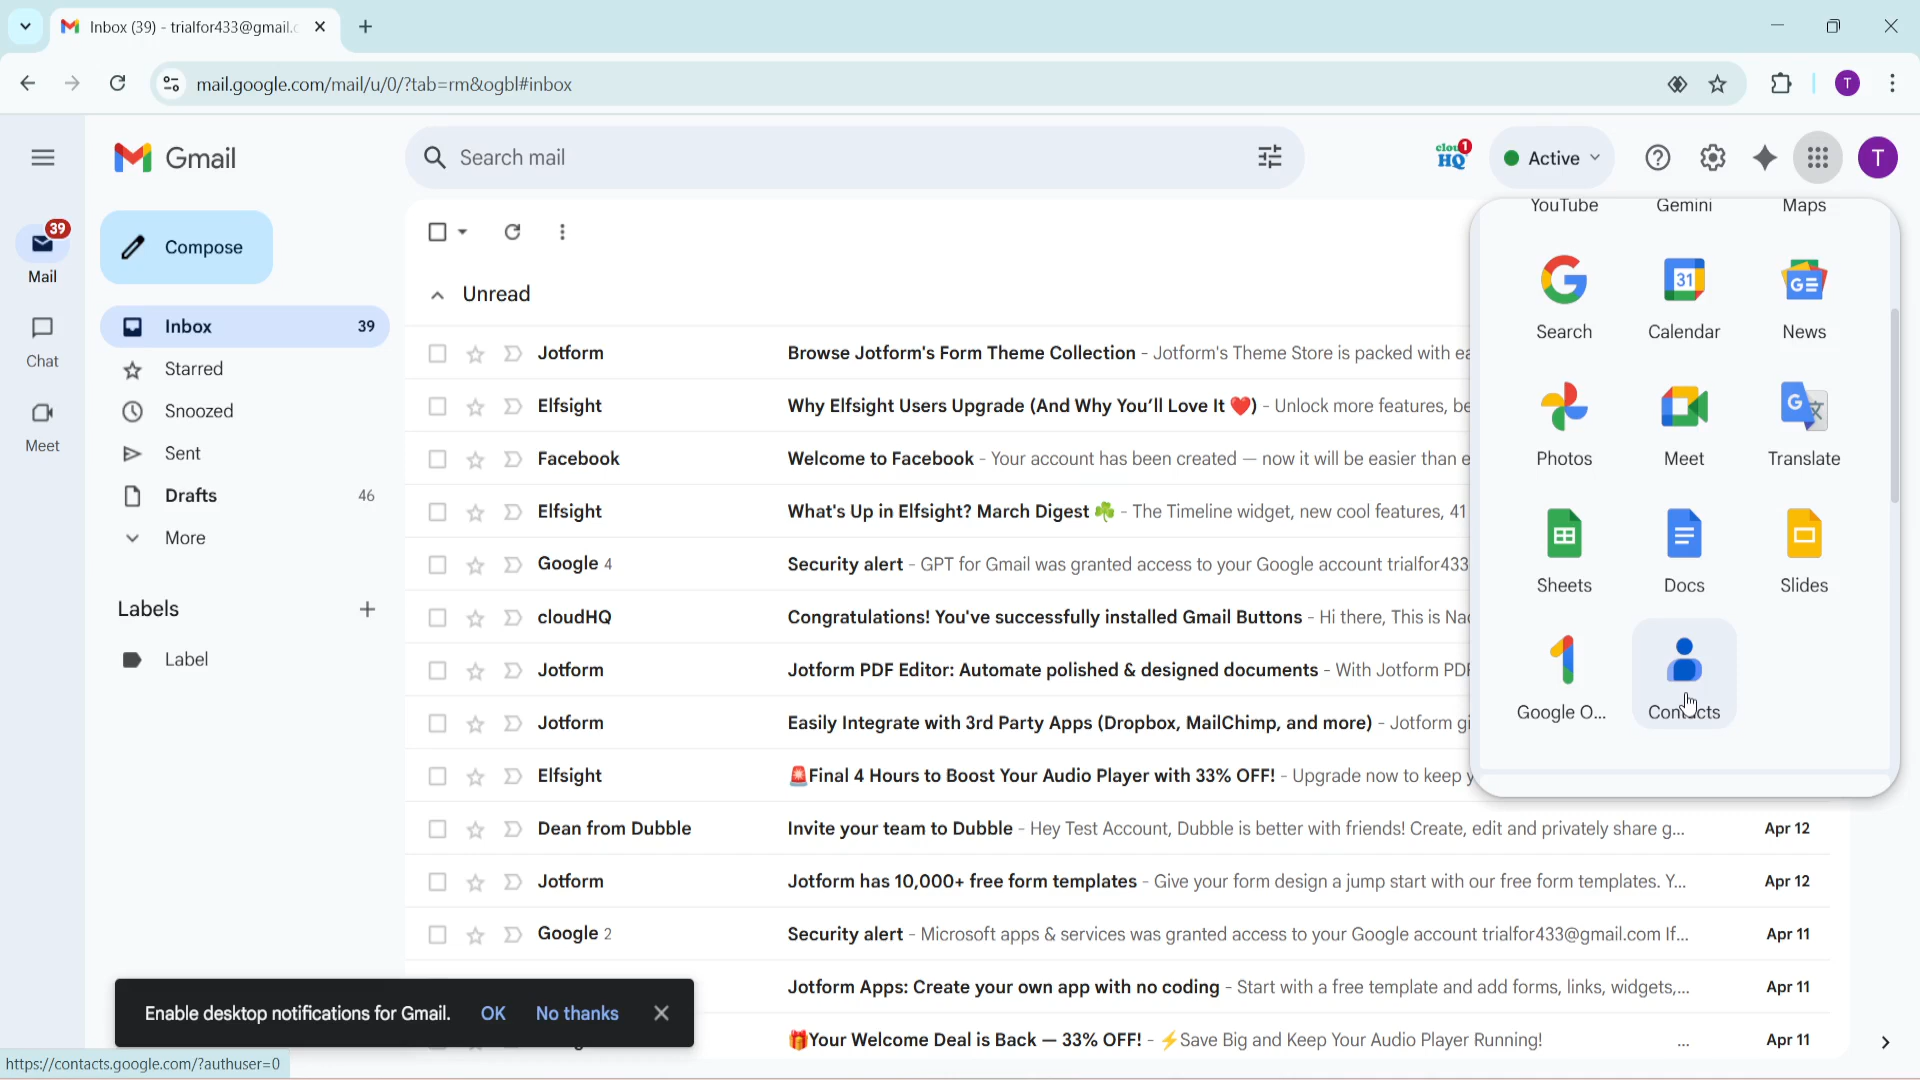 Inbox (39) - trialfor433@gmail.c
mail.google.com/mail/u/0/?tab=rm&ogbl#inbox
T
Gmail
Search mail
cloud HQ 1
Active
T
39
Mail
Chat
Meet
Compose
Inbox 39
Starred
Snoozed
Sent
Drafts 46
More
Labels
Label
Unread
Jotform Browse Jotform's Form Theme Collection - Jotform's Theme Store is packed with ea
Elfsight Why Elfsight Users Upgrade (And Why You'll Love It ❤️) - Unlock more features, be
Facebook Welcome to Facebook - Your account has been created — now it will be easier than e
Elfsight What's Up in Elfsight? March Digest ☘️ - The Timeline widget, new cool features, 41
Google 4 Security alert - GPT for Gmail was granted access to your Google account trialfor433
cloudHQ Congratulations! You've successfully installed Gmail Buttons - Hi there, This is Na
Jotform Jotform PDF Editor: Automate polished & designed documents - With Jotform PDF
Jotform Easily Integrate with 3rd Party Apps (Dropbox, MailChimp, and more) - Jotform gi
Elfsight 🚨Final 4 Hours to Boost Your Audio Player with 33% OFF! - Upgrade now to keep y
Dean from Dubble Invite your team to Dubble - Hey Test Account, Dubble is better with friends! Create, edit and privately share g... Apr 12
Jotform Jotform has 10,000+ free form templates - Give your form design a jump start with our free form templates. Y... Apr 12
Google 2 Security alert - Microsoft apps & services was granted access to your Google account trialfor433@gmail.com If... Apr 11
Jotform Apps: Create your own app with no coding - Start with a free template and add forms, links, widgets,... Apr 11
🎁Your Welcome Deal is Back — 33% OFF! - ⚡Save Big and Keep Your Audio Player Running! ... Apr 11
YouTube Gemini Maps
31
Search Calendar News
Photos Meet Translate
Sheets Docs Slides
Google O... Contacts
Enable desktop notifications for Gmail. OK No thanks
https://contacts.google.com/?authuser=0